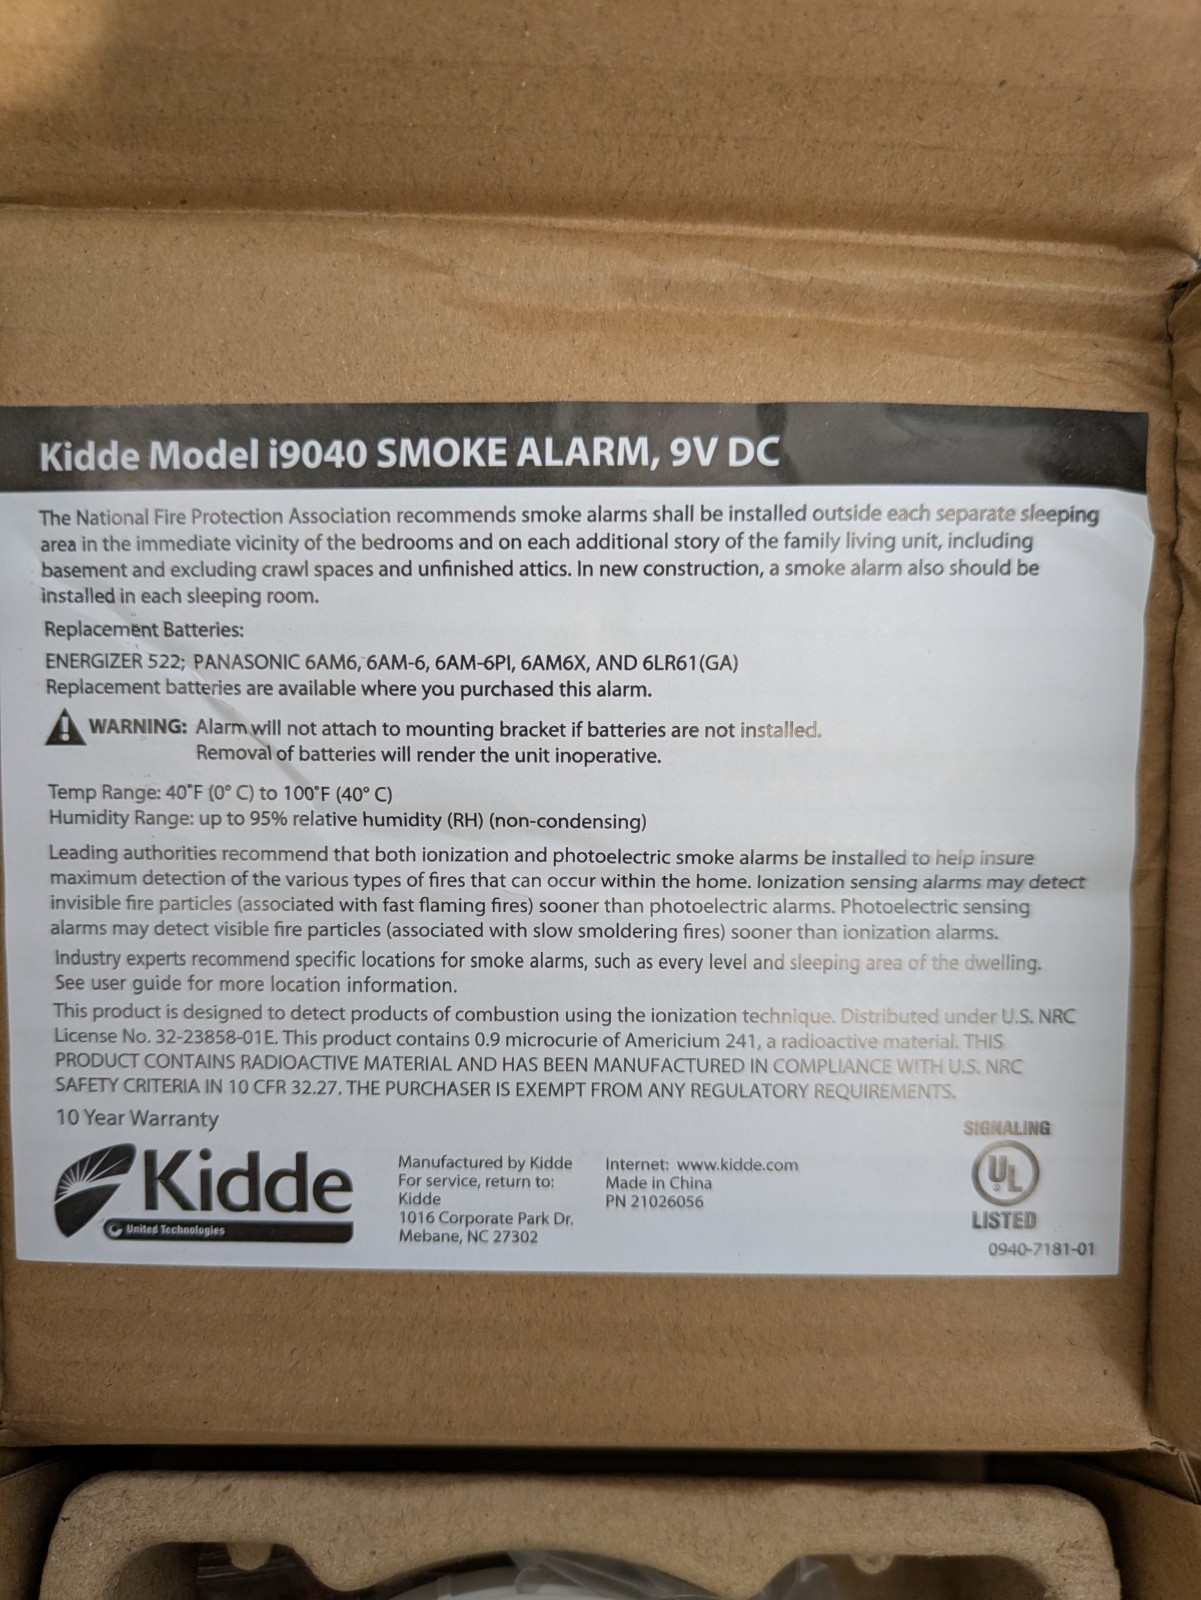 Kidde Model i9040 SMOKE ALARM, 9V DC
The National Fire Protection Association recommends smoke alarms shall be installed outside each separate sleeping
area in the immediate vicinity of the bedrooms and on each additional story of the family living unit, including
basement and excluding crawl spaces and unfinished attics. In new construction, a smoke alarm also should be
installed in each sleeping room.
Replacement Batteries:
ENERGIZER 522; PANASONIC 6AM6, 6AM-6, 6AM-6PI, 6AM6X, AND 6LR61(GA)
Replacement batteries are available where you purchased this alarm.
WARNING: Alarm will not attach to mounting bracket if batteries are not installed.
Removal of batteries will render the unit inoperative.
Temp Range: 40˚F (0° C) to 100˚F (40° C)
Humidity Range: up to 95% relative humidity (RH) (non-condensing)
Leading authorities recommend that both ionization and photoelectric smoke alarms be installed to help insure
maximum detection of the various types of fires that can occur within the home. Ionization sensing alarms may detect
invisible fire particles (associated with fast flaming fires) sooner than photoelectric alarms. Photoelectric sensing
alarms may detect visible fire particles (associated with slow smoldering fires) sooner than ionization alarms.
Industry experts recommend specific locations for smoke alarms, such as every level and sleeping area of the dwelling.
See user guide for more location information.
This product is designed to detect products of combustion using the ionization technique. Distributed under U.S. NRC
License No. 32-23858-01E. This product contains 0.9 microcurie of Americium 241, a radioactive material. THIS
PRODUCT CONTAINS RADIOACTIVE MATERIAL AND HAS BEEN MANUFACTURED IN COMPLIANCE WITH U.S. NRC
SAFETY CRITERIA IN 10 CFR 32.27. THE PURCHASER IS EXEMPT FROM ANY REGULATORY REQUIREMENTS.
10 Year Warranty
Kidde
United Technologies
Manufactured by Kidde
For service, return to:
Kidde
1016 Corporate Park Dr.
Mebane, NC 27302
Internet: www.kidde.com
Made in China
PN 21026056
SIGNALING
UL
®
LISTED
0940-7181-01